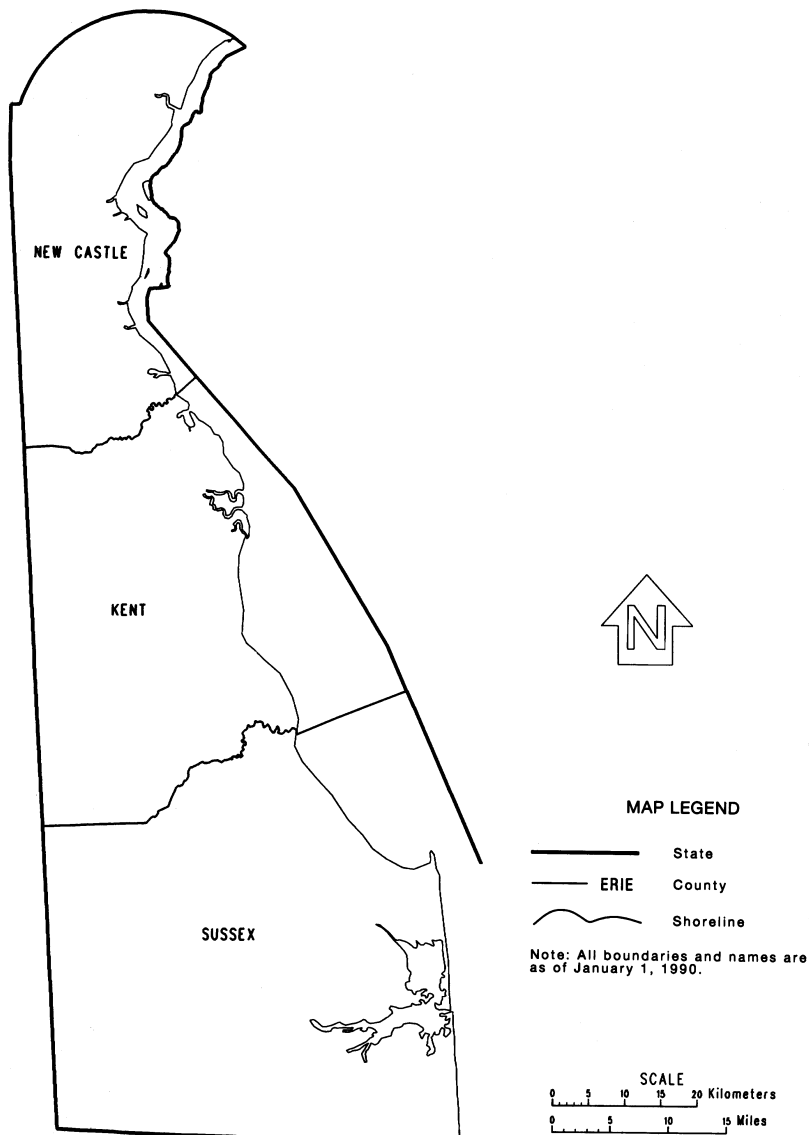 NEW CASTLE
KENT
N
MAP LEGEND
State
ERIE County
Shoreline
SUSSEX
Note: All boundaries and names are
as of January 1, 1990.
SCALE
0 5 10 15 20 Kilometers
0 5 10 15 Miles